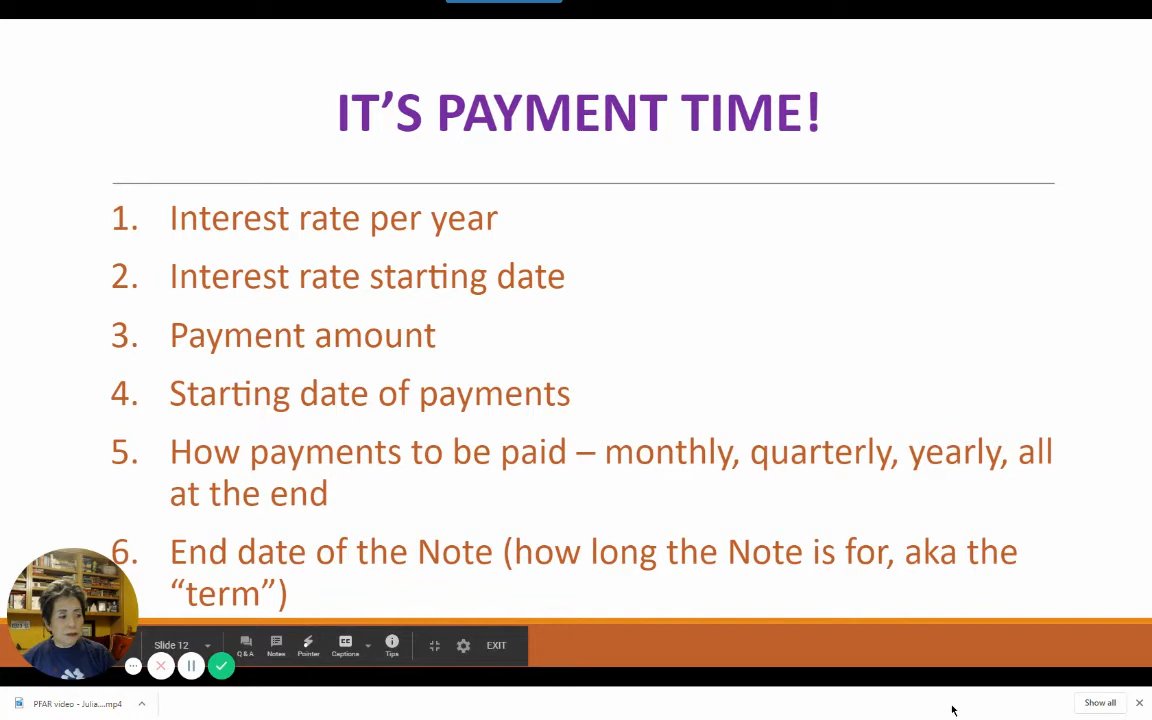 IT’S PAYMENT TIME!
1. Interest rate per year
2. Interest rate starting date
3. Payment amount
4. Starting date of payments
5. How payments to be paid – monthly, quarterly, yearly, all
at the end
6. End date of the Note (how long the Note is for, aka the
“term”)
Slide 12
Q & A
Notes
Pointer
CC
Captions
Tips
EXIT
PFAR video - Julia....mp4
Show all